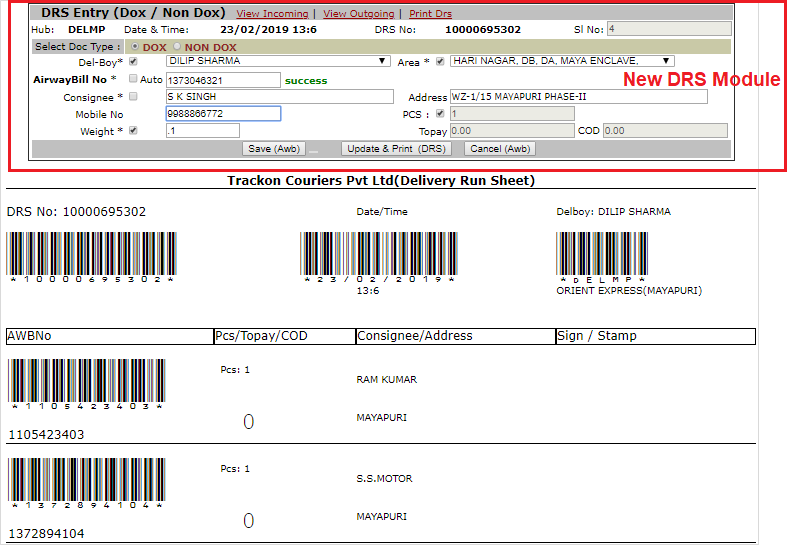 DRS Entry (Dox / Non Dox) View Incoming | View Outgoing | Print Drs
Hub: DELMP Date & Time: 23/02/2019 13:6 DRS No: 10000695302 Sl No: 4
Select Doc Type : DOX NON DOX
Del-Boy* DILIP SHARMA Area * HARI NAGAR, DB, DA, MAYA ENCLAVE,
AirwayBill No * Auto 1373046321 success
New DRS Module
Consignee * S K SINGH Address WZ-1/15 MAYAPURI PHASE-II
Mobile No 9988866772 PCS : 1
Weight * .1 Topay 0.00 COD 0.00
Save (Awb) Update & Print (DRS) Cancel (Awb)
Trackon Couriers Pvt Ltd(Delivery Run Sheet)
DRS No: 10000695302 Date/Time Delboy: DILIP SHARMA
*10000695302* *23/02/2019* *DELMP*
13:6 ORIENT EXPRESS(MAYAPURI)
AWBNo Pcs/Topay/COD Consignee/Address Sign / Stamp
Pcs: 1
RAM KUMAR
*1105423403*
0 MAYAPURI
1105423403
Pcs: 1
S.S.MOTOR
*1372894104*
0 MAYAPURI
1372894104